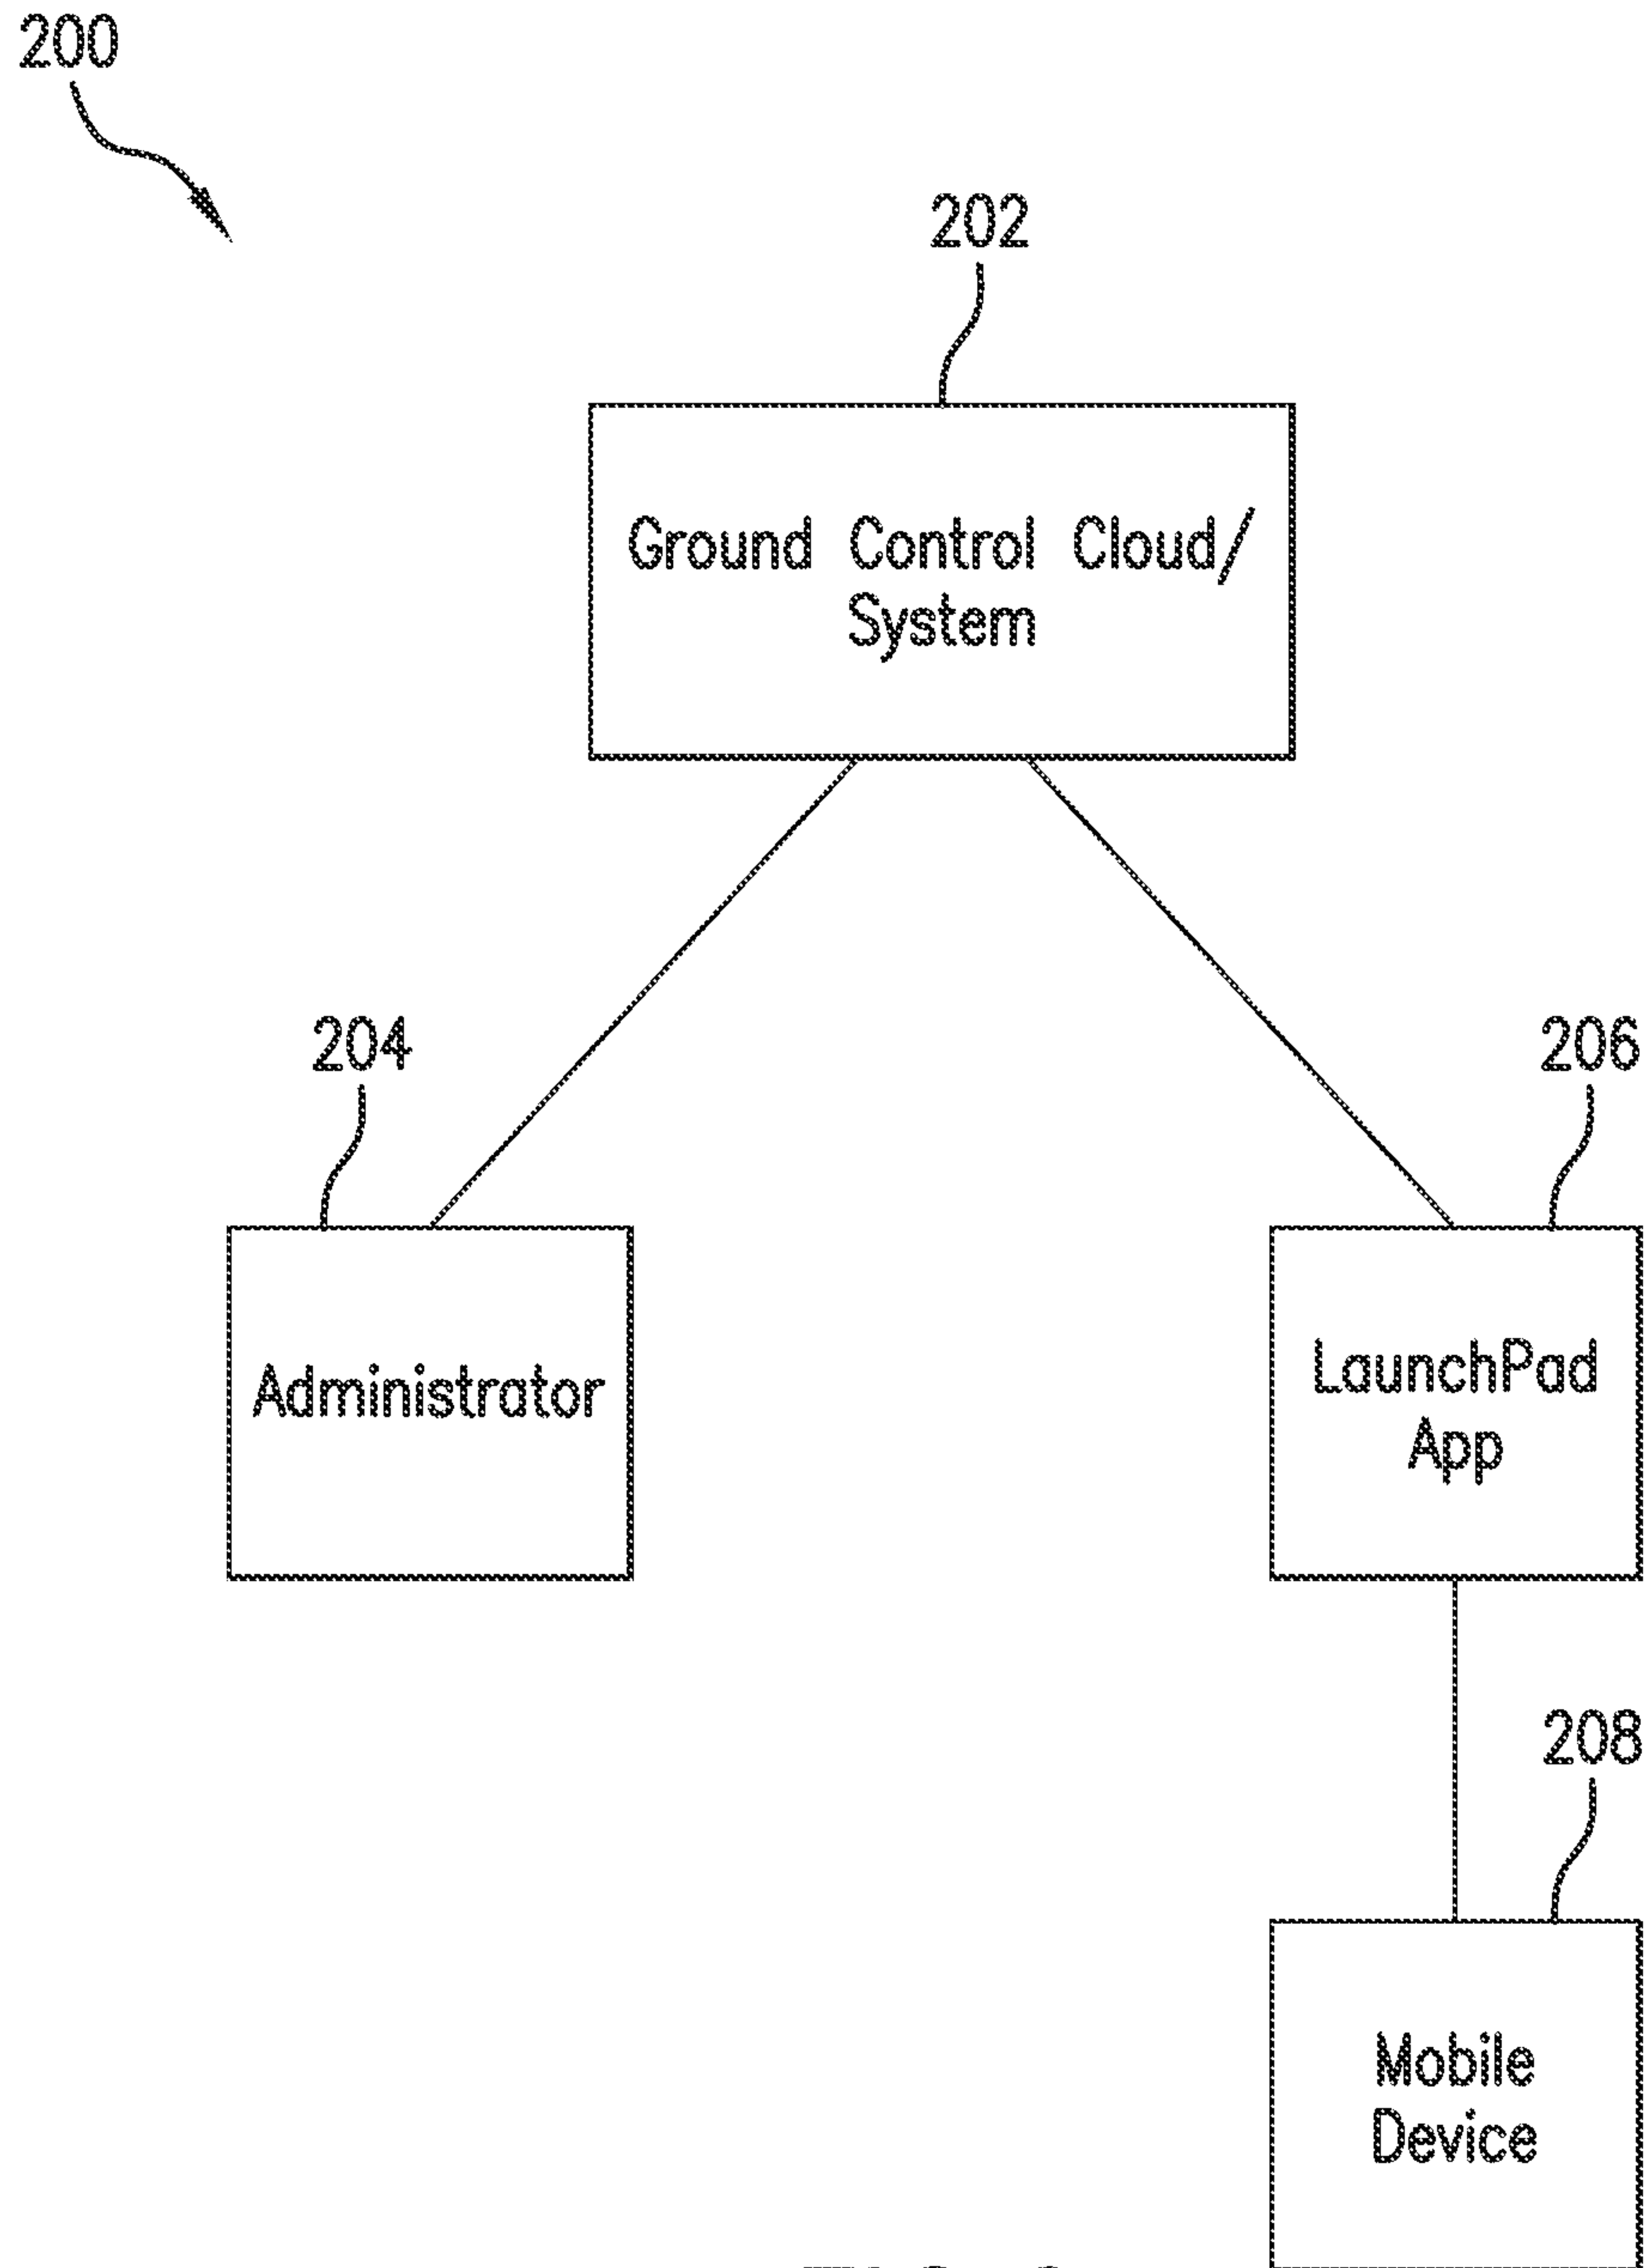 200
202
Ground Control Cloud/
System
204
206
Administrator
LaunchPad
App
208
Mobile
Device